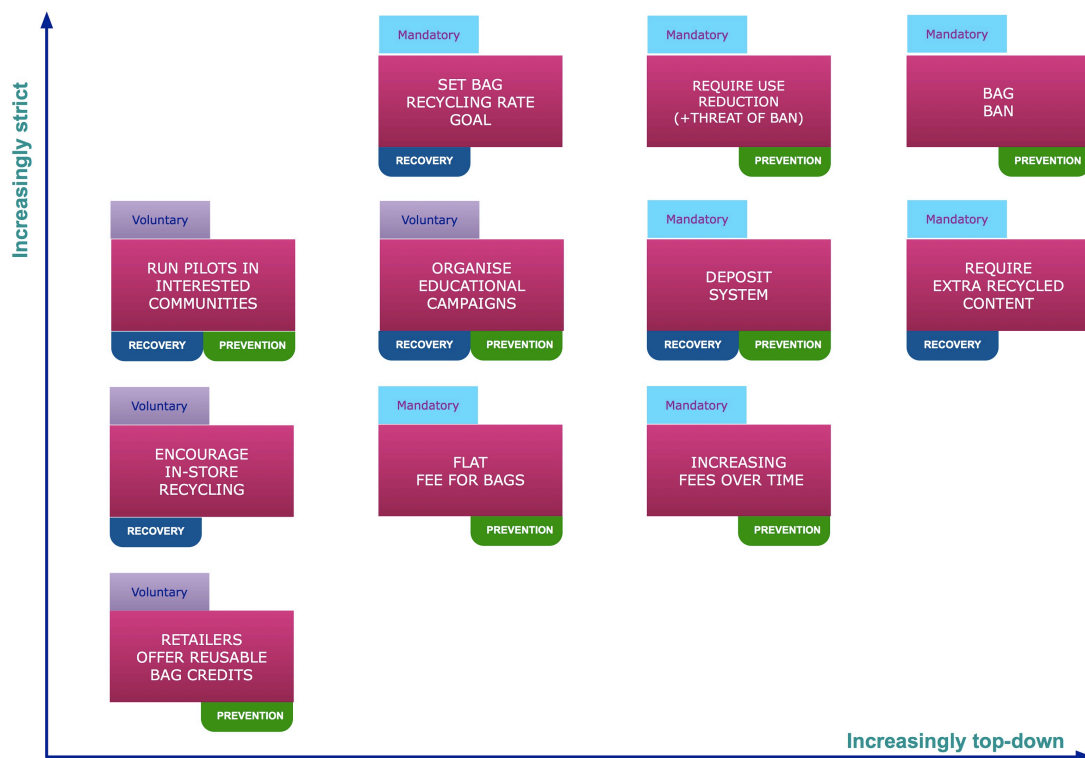 Increasingly strict
Mandatory
SET BAG
RECYCLING RATE
GOAL
RECOVERY
Mandatory
REQUIRE USE
REDUCTION
(+THREAT OF BAN)
PREVENTION
Mandatory
BAG
BAN
PREVENTION
Voluntary
RUN PILOTS IN
INTERESTED
COMMUNITIES
RECOVERY
PREVENTION
Voluntary
ORGANISE
EDUCATIONAL
CAMPAIGNS
RECOVERY
PREVENTION
Mandatory
DEPOSIT
SYSTEM
RECOVERY
PREVENTION
Mandatory
REQUIRE
EXTRA RECYCLED
CONTENT
RECOVERY
Voluntary
ENCOURAGE
IN-STORE
RECYCLING
RECOVERY
Mandatory
FLAT
FEE FOR BAGS
PREVENTION
Mandatory
INCREASING
FEES OVER TIME
PREVENTION
Voluntary
RETAILERS
OFFER REUSABLE
BAG CREDITS
PREVENTION
Increasingly top-down